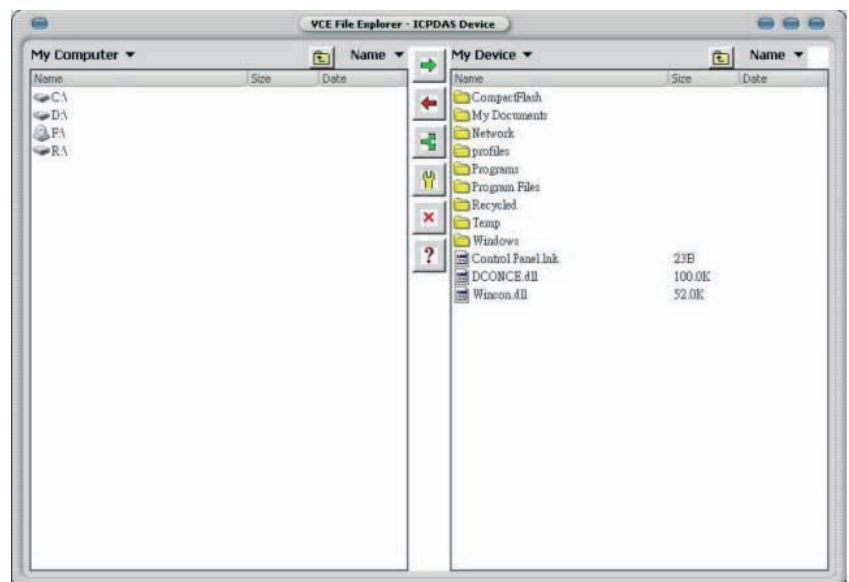 VCE File Explorer - ICPDAS Device
My Computer
Name
Name Size Date
C:\
D:\
F:\
R:\
?
My Device
Name
Name Size Date
CompactFlash
My Documents
Network
profiles
Programs
Program Files
Recycled
Temp
Windows
Control Panel.lnk 23B
DCONCE.dll 100.0K
Wincon.dll 52.0K